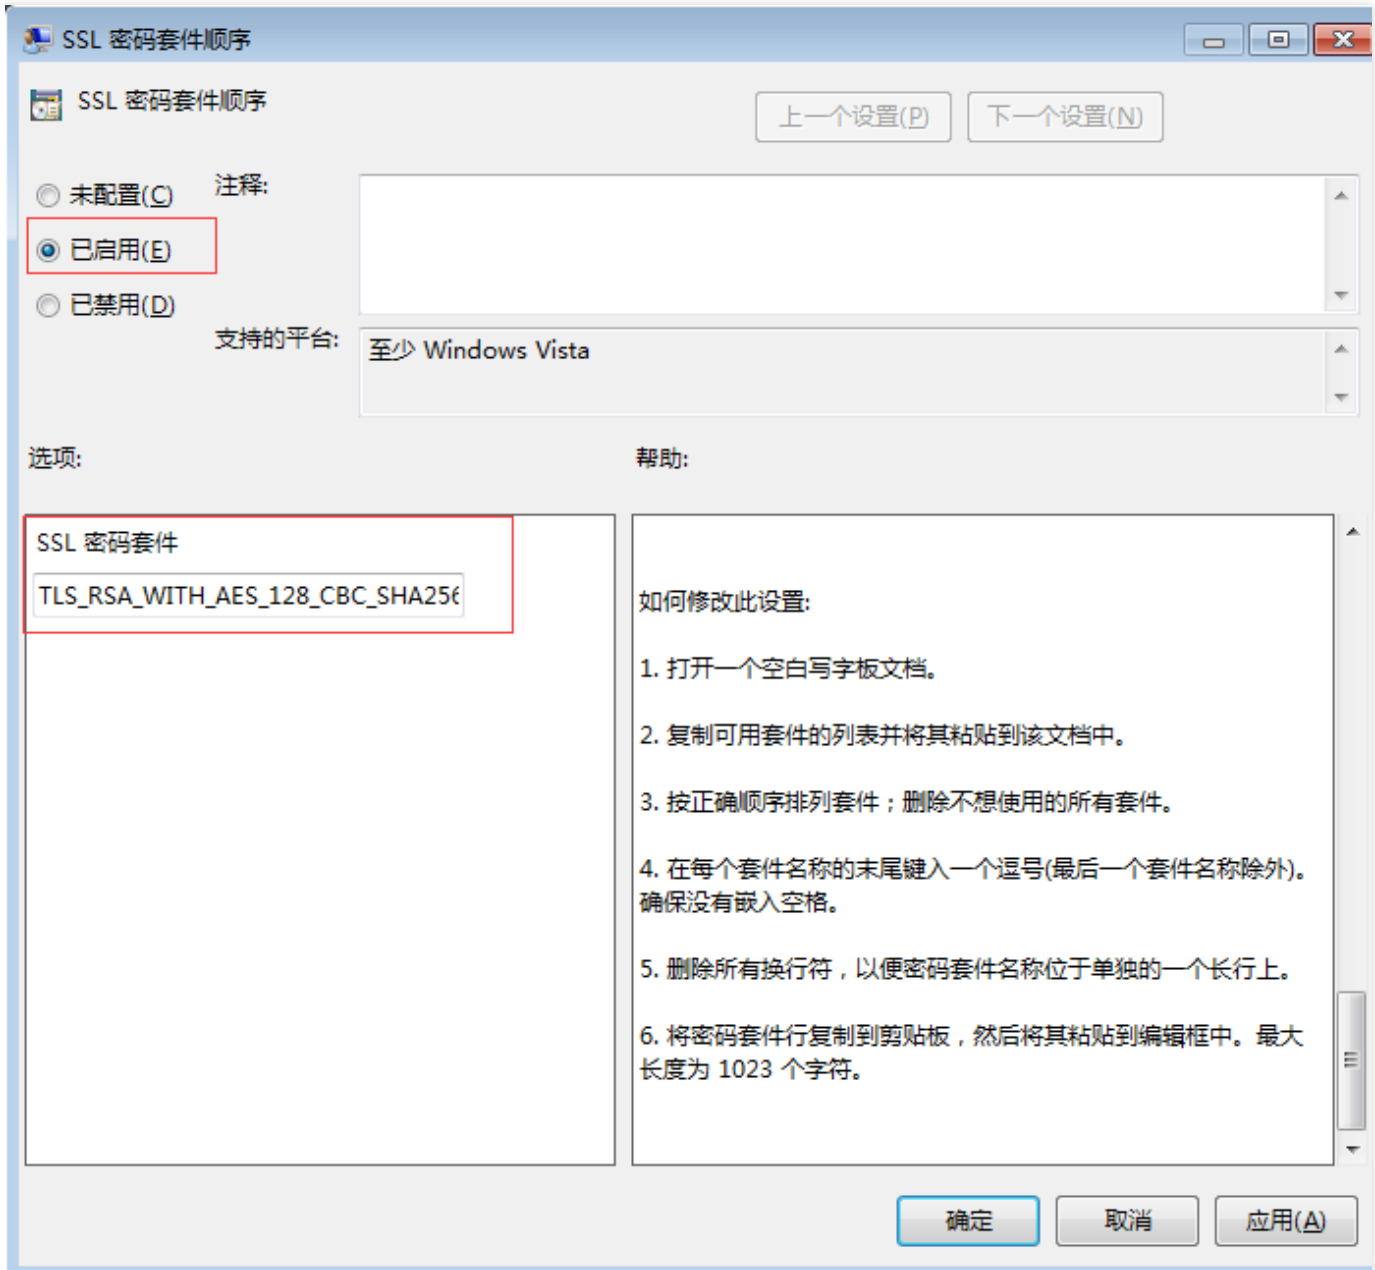 SSL 密码套件顺序
SSL 密码套件顺序
上一个设置(P)
下一个设置(N)
未配置(C)
注释:
已启用(E)
已禁用(D)
支持的平台:
至少 Windows Vista
选项:
帮助:
SSL 密码套件
TLS_RSA_WITH_AES_128_CBC_SHA256
如何修改此设置:
1. 打开一个空白写字板文档。
2. 复制可用套件的列表并将其粘贴到该文档中。
3. 按正确顺序排列套件；删除不想使用的所有套件。
4. 在每个套件名称的末尾键入一个逗号(最后一个套件名称除外)。
确保没有嵌入空格。
5. 删除所有换行符，以便密码套件名称位于单独的一个长行上。
6. 将密码套件行复制到剪贴板，然后将其粘贴到编辑框中。最大
长度为 1023 个字符。
确定
取消
应用(A)